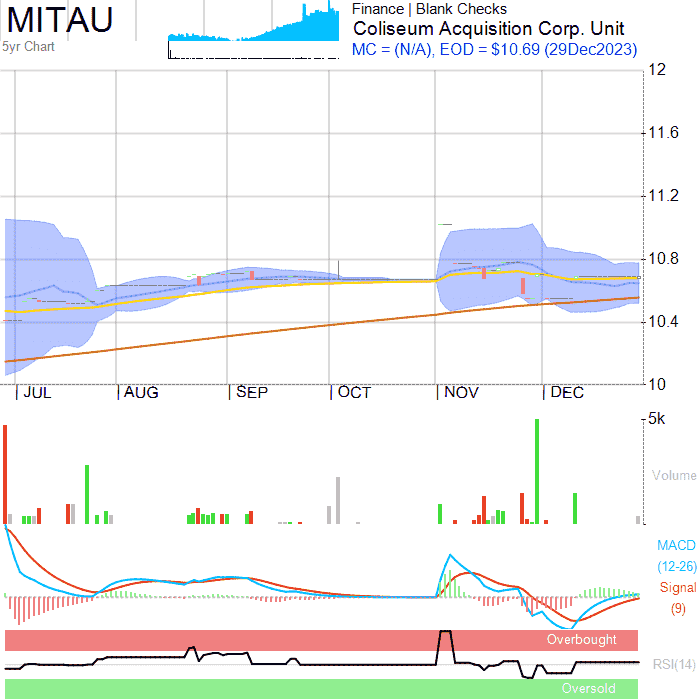 MITAU
5yr Chart
Finance | Blank Checks
Coliseum Acquisition Corp. Unit
MC = (N/A), EOD = $10.69 (29Dec2023)
12
11.6
11.2
10.8
10.4
10
JUL
AUG
SEP
OCT
NOV
DEC
5k
Volume
MACD
(12-26)
Signal
(9)
Overbought
RSI(14)
Oversold